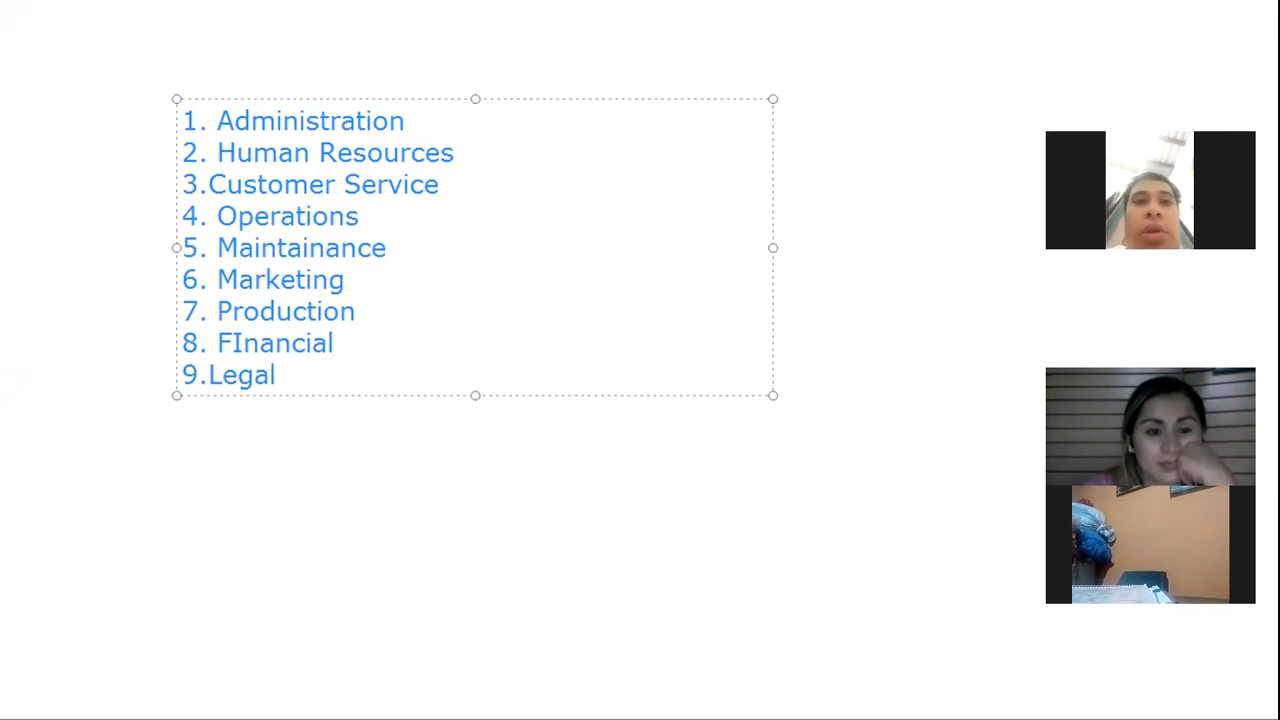 1. Administration
2. Human Resources
3.Customer Service
4. Operations
5. Maintainance
6. Marketing
7. Production
8. FInancial
9.Legal